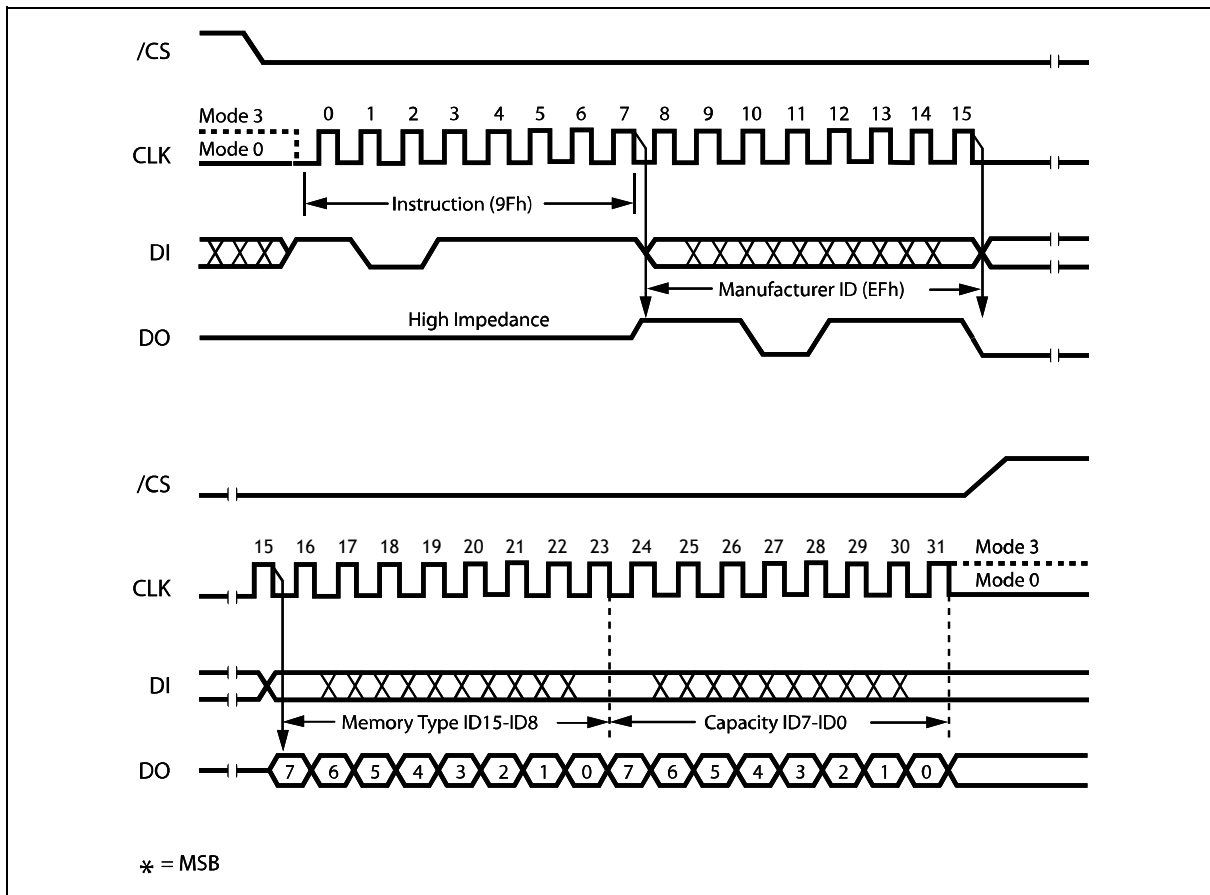 /CS
Mode 3
0 1 2 3 4 5 6 7 8 9 10 11 12 13 14 15
Mode 0
CLK
Instruction (9Fh)
DI
Manufacturer ID (EFh)
High Impedance
DO
/CS
15 16 17 18 19 20 21 22 23 24 25 26 27 28 29 30 31
Mode 3
Mode 0
CLK
DI
Memory Type ID15-ID8
Capacity ID7-ID0
DO
7 6 5 4 3 2 1 0 7 6 5 4 3 2 1 0
* = MSB